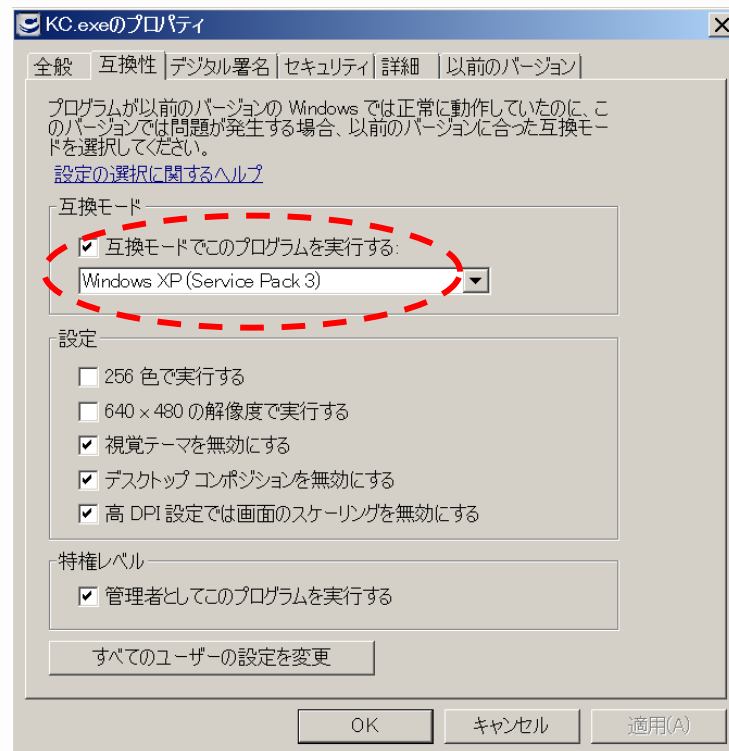 KC.exeのプロパティ
全般 互換性 デジタル署名 セキュリティ 詳細 以前のバージョン
プログラムが以前のバージョンの Windows では正常に動作していたのに、こ
のバージョンでは問題が発生する場合、以前のバージョンに合った互換モー
ドを選択してください。
設定の選択に関するヘルプ
互換モード
互換モードでこのプログラムを実行する:
Windows XP (Service Pack 3)
設定
256 色で実行する
640 × 480 の解像度で実行する
視覚テーマを無効にする
デスクトップ コンポジションを無効にする
高 DPI 設定では画面のスケーリングを無効にする
特権レベル
管理者としてこのプログラムを実行する
すべてのユーザーの設定を変更
OK キャンセル 適用(A)